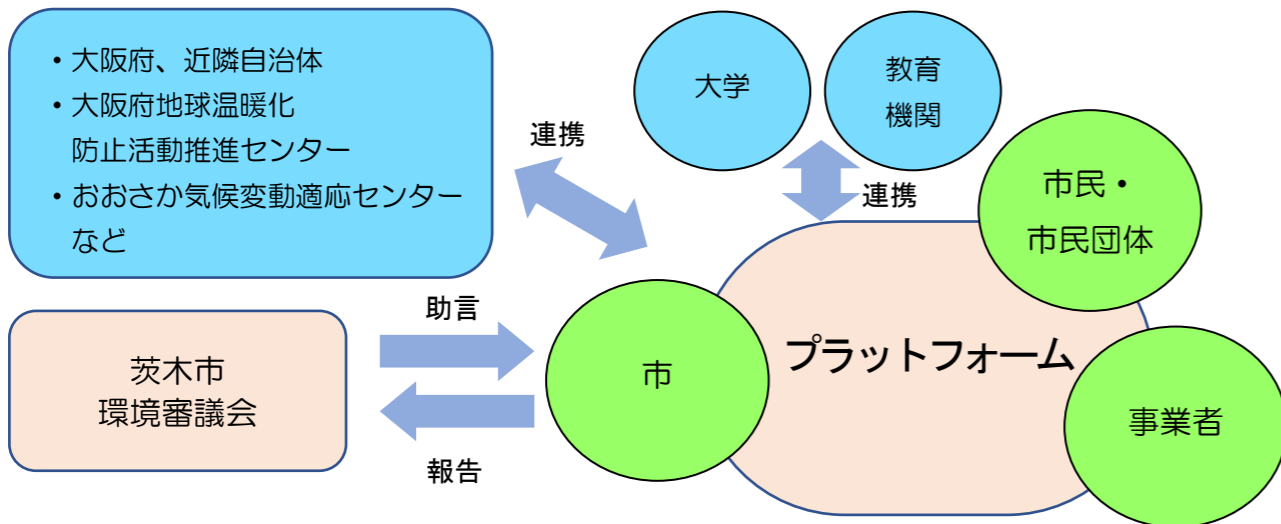 ・大阪府、近隣自治体
・大阪府地球温暖化
防止活動推進センター
・おおさか気候変動適応センター
など
連携
大学
教育
機関
連携
市民・
市民団体
茨木市
環境審議会
助言
報告
市
プラットフォーム
事業者